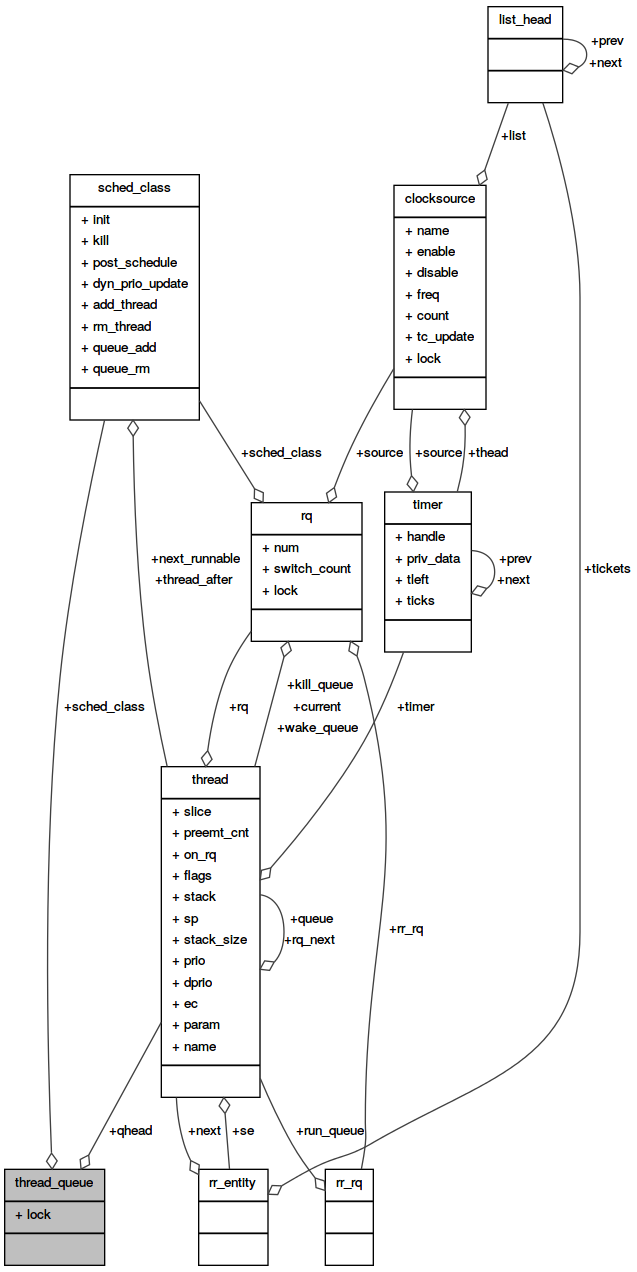 list_head
+prev
+next
+list
sched_class
+ init
+ kill
+ post_schedule
+ dyn_prio_update
+ add_thread
+ rm_thread
+ queue_add
+ queue_rm
clocksource
+ name
+ enable
+ disable
+ freq
+ count
+ tc_update
+ lock
+sched_class
+source
+source
+thead
rq
+ num
+ switch_count
+ lock
timer
+ handle
+ priv_data
+ tleft
+ ticks
+prev
+next
+next_runnable
+thread_after
+tickets
+sched_class
+rq
+kill_queue
+current
+wake_queue
+timer
thread
+ slice
+ preemt_cnt
+ on_rq
+ flags
+ stack
+ sp
+ stack_size
+ prio
+ dprio
+ ec
+ param
+ name
+queue
+rq_next
+rr_rq
+qhead
+next
+se
+run_queue
thread_queue
+ lock
rr_entity
rr_rq